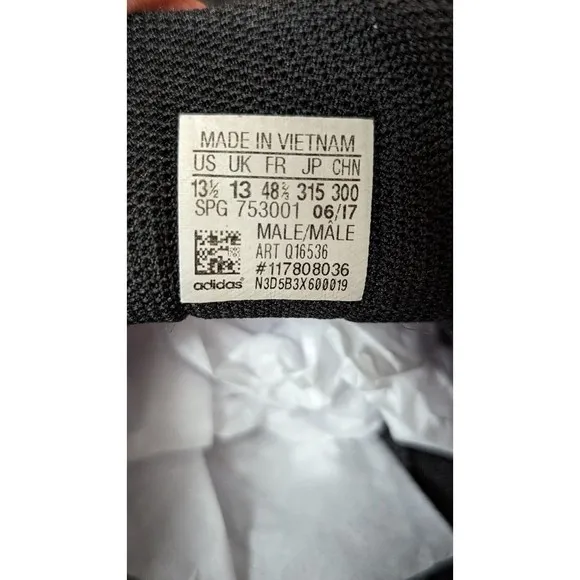 MADE IN VIETNAM
US UK FR JP CHN
13½ 13 48⅔ 315 300
SPG 753001 06/17
MALE/MÂLE
ART Q16536
#117808036
adidas® N3D5B3X600019